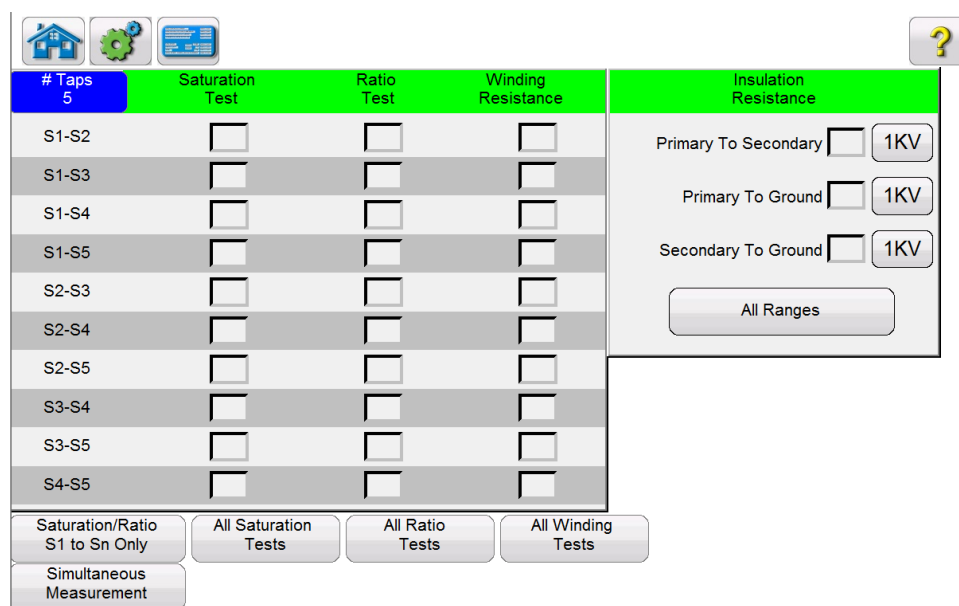 ?
# Taps
5
Saturation
Test
Ratio
Test
Winding
Resistance
Insulation
Resistance
S1-S2
S1-S3
S1-S4
S1-S5
S2-S3
S2-S4
S2-S5
S3-S4
S3-S5
S4-S5
Primary To Secondary 1KV
Primary To Ground 1KV
Secondary To Ground 1KV
All Ranges
Saturation/Ratio
S1 to Sn Only
All Saturation
Tests
All Ratio
Tests
All Winding
Tests
Simultaneous
Measurement